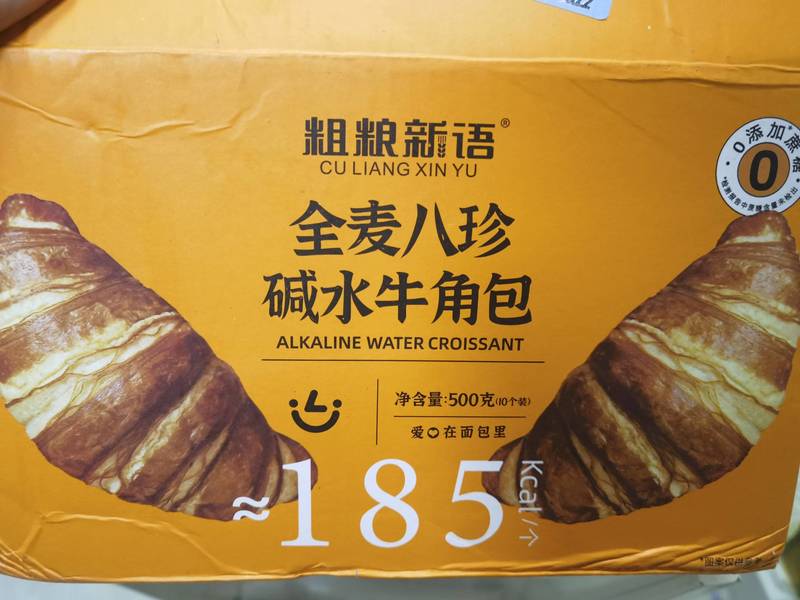 粗粮新语®
CU LIANG XIN YU
0添加蔗糖
0
全麦八珍
碱水牛角包
ALKALINE WATER CROISSANT
净含量:500克(10个装)
爱在面包里
≈185Kcal/个